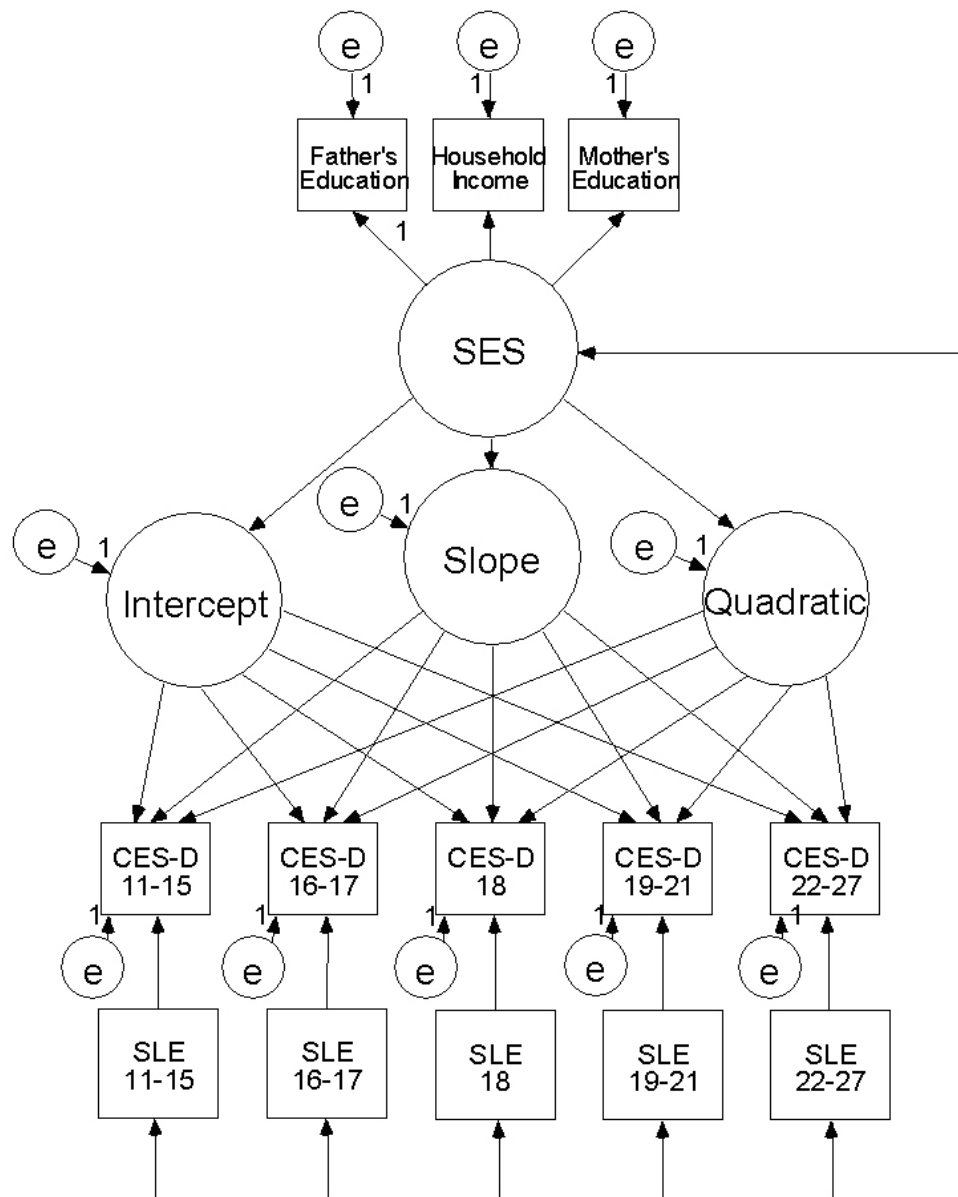 e
e
e
1
1
1
Father's
Education
Household
Income
Mother's
Education
1
SES
e
1
e
1
e
1
Intercept
Slope
Quadratic
CES-D
11-15
CES-D
16-17
CES-D
18
CES-D
19-21
CES-D
22-27
1
1
1
1
1
e
e
e
e
e
SLE
11-15
SLE
16-17
SLE
18
SLE
19-21
SLE
22-27